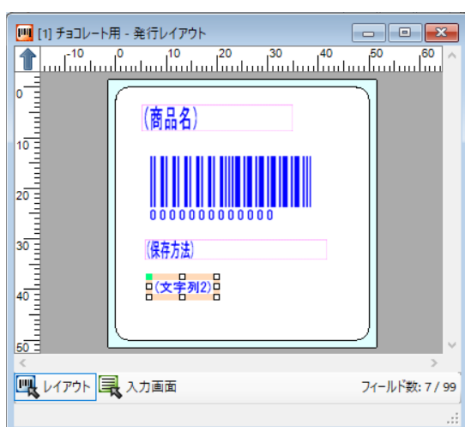 [1] チョコレート用 - 発行レイアウト
-10 0 10 20 30 40 50 60
0
(商品名)
10
20
0000000000000
30
(保存方法)
(文字列2)
40
50
レイアウト 入力画面 フィールド数: 7 / 99